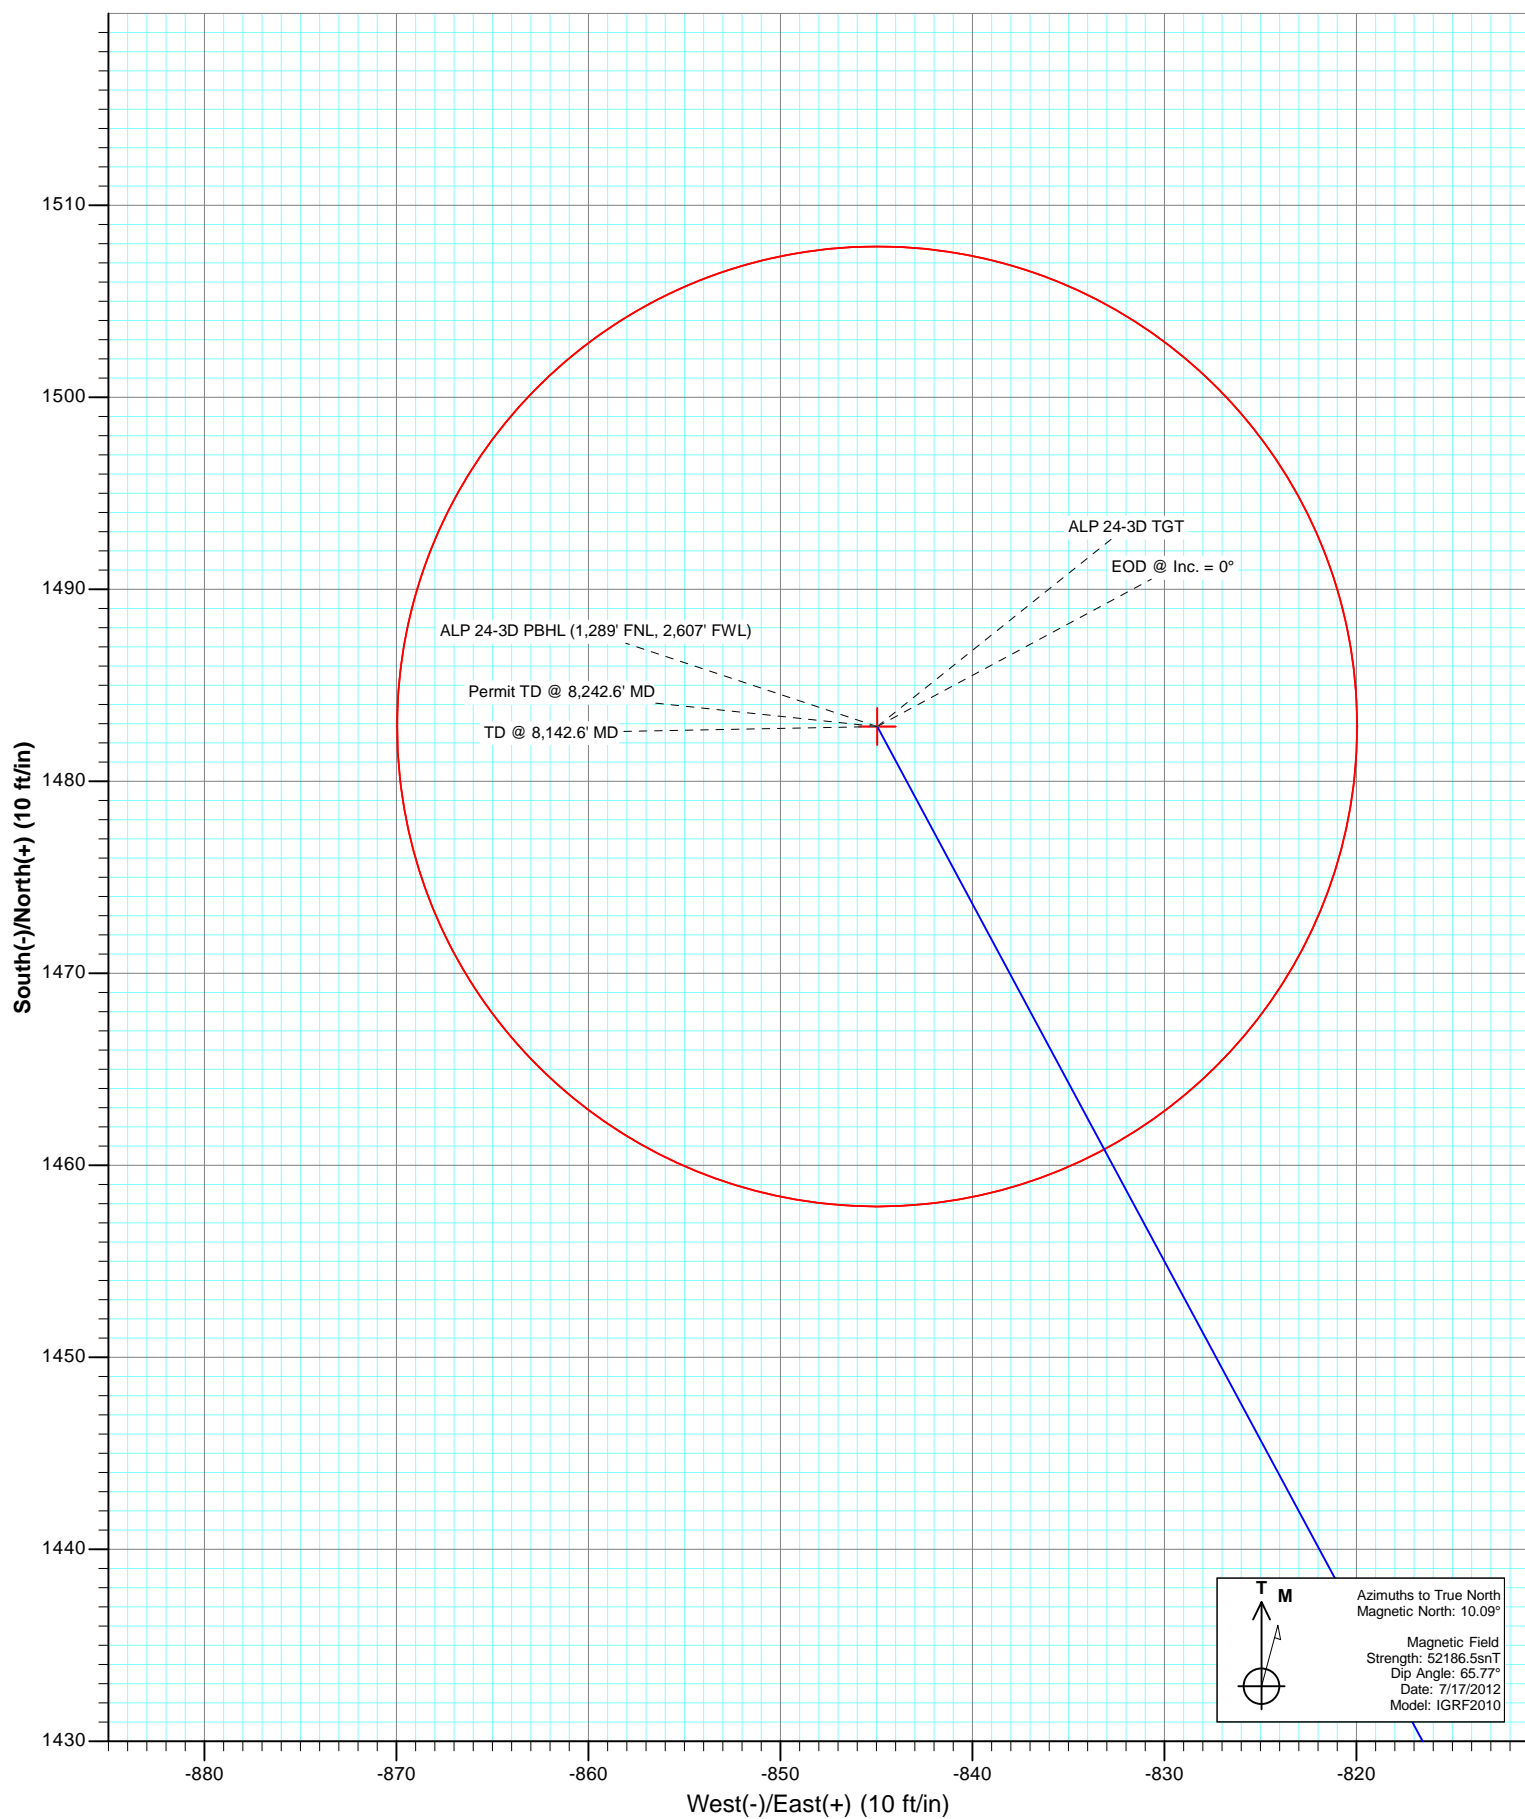 1510
1500
1490
1480
1470
1460
1450
1440
1430
South(-)/North(+) (10 ft/in)
ALP 24-3D TGT
EOD @ Inc. = 0°
ALP 24-3D PBHL (1,289' FNL, 2,607' FWL)
Permit TD @ 8,242.6' MD
TD @ 8,142.6' MD
T
M
Azimuths to True North
Magnetic North: 10.09°
Magnetic Field
Strength: 52186.5snT
Dip Angle: 65.77°
Date: 7/17/2012
Model: IGRF2010
-880
-870
-860
-850
-840
-830
-820
West(-)/East(+) (10 ft/in)